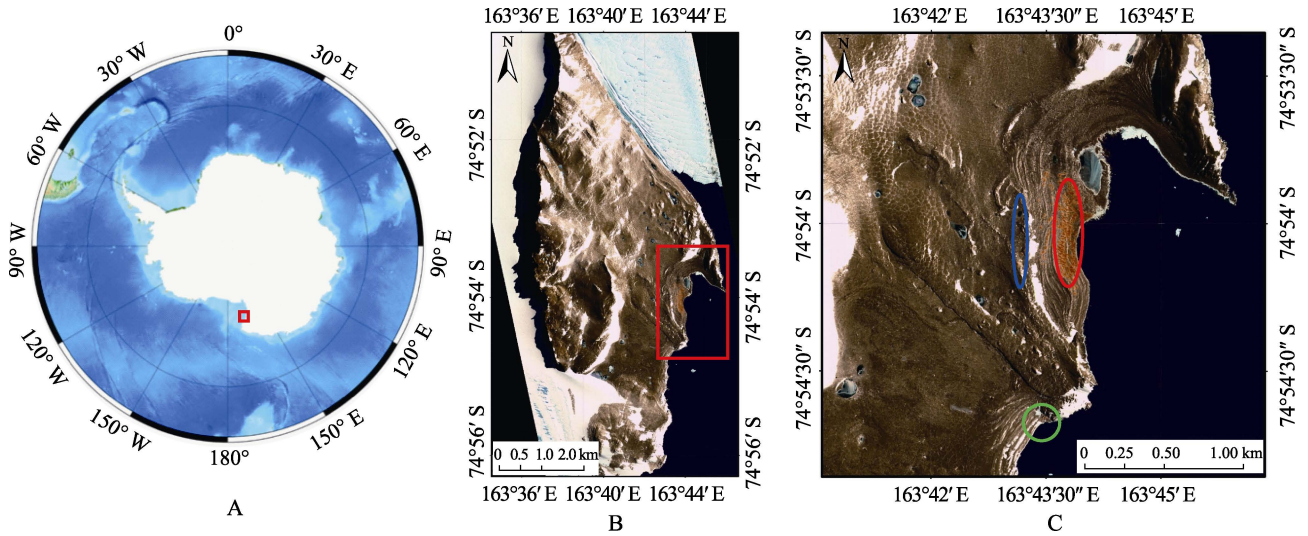 0°
30° W
30° E
60° W
60° E
90° W
90° E
120° W
120° E
150° W
150° E
180°
A
163°36′ E 163°40′ E 163°44′ E
N
74°52′ S
74°52′ S
74°54′ S
74°54′ S
74°56′ S
74°56′ S
0 0.5 1.0 2.0 km
163°36′ E 163°40′ E 163°44′ E
B
163°42′ E 163°43′30″ E 163°45′ E
N
74°53′30″ S
74°53′30″ S
74°54′ S
74°54′ S
74°54′30″ S
74°54′30″ S
0 0.25 0.50 1.00 km
163°42′ E 163°43′30″ E 163°45′ E
C